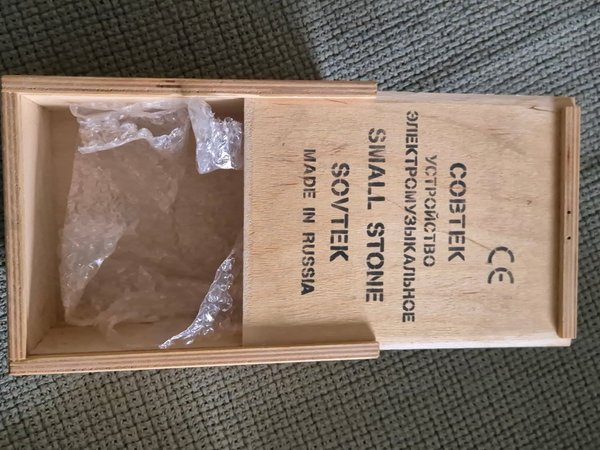 CE
СОВТЕК
УСТРОЙСТВО
ЭЛЕКТРОМУЗЫКАЛЬНОЕ
SMALL STONE
SOVTEK
MADE IN RUSSIA